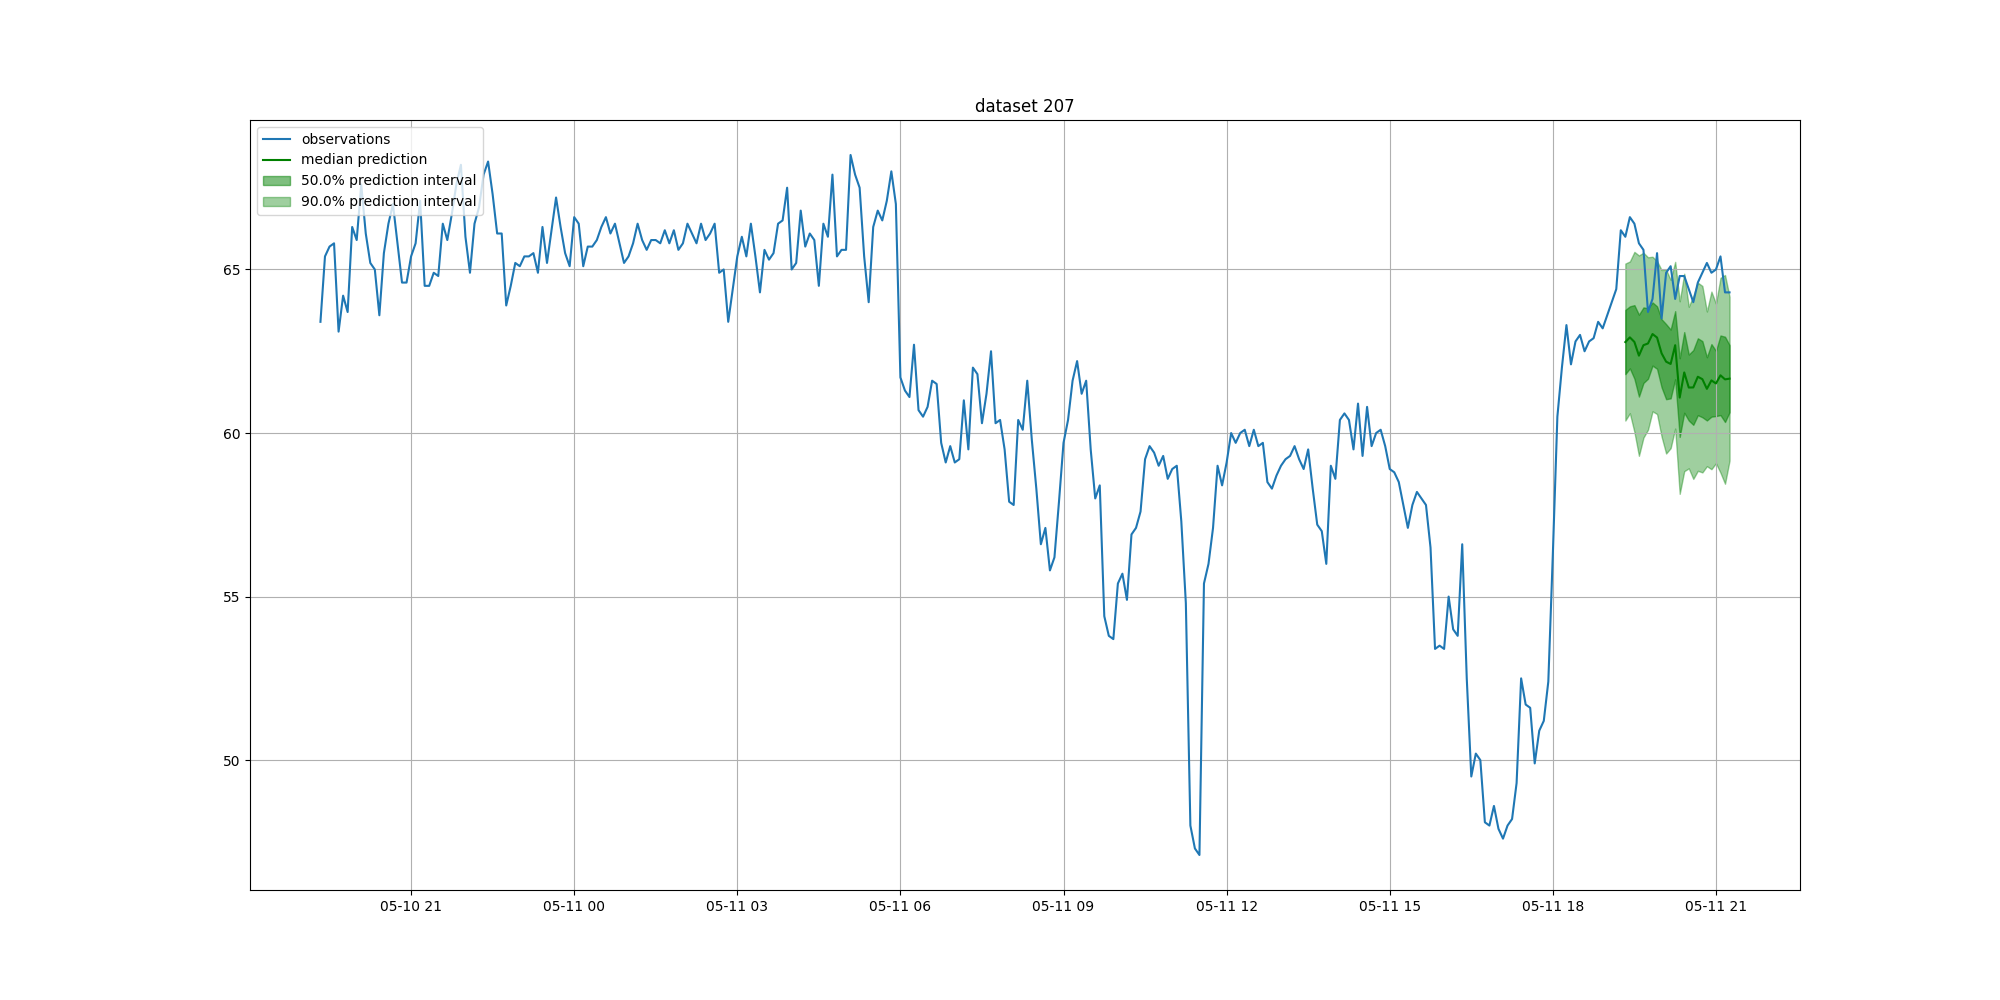 dataset 207
observations
median prediction
50.0% prediction interval
90.0% prediction interval
65
60
55
50
05-10 21
05-11 00
05-11 03
05-11 06
05-11 09
05-11 12
05-11 15
05-11 18
05-11 21